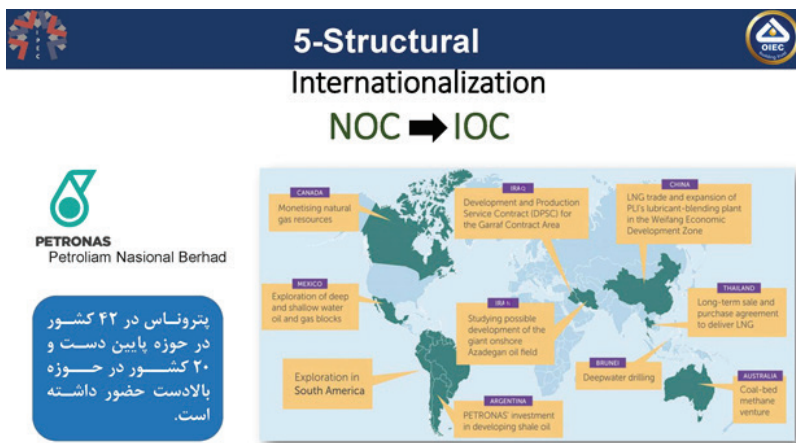 5-Structural
IPEC
OIEC
Internationalization
NOC ➡ IOC
PETRONAS
Petroliam Nasional Berhad
پتروناس در ۴۲ کشور
در حوزه پایین دست و
۲۰ کشور در حوزه
بالادست حضور داشته
است.
CANADA
Monetising natural
gas resources
IRAQ
Development and Production
Service Contract (DPSC) for
the Garraf Contract Area
CHINA
LNG trade and expansion of
PLI's lubricant-blending plant
in the Weifang Economic
Development Zone
MEXICO
Exploration of deep
and shallow water
oil and gas blocks
IRAN
Studying possible
development of the
giant onshore
Azadegan oil field
THAILAND
Long-term sale and
purchase agreement
to deliver LNG
Exploration in
South America
BRUNEI
Deepwater drilling
ARGENTINA
PETRONAS' investment
in developing shale oil
AUSTRALIA
Coal-bed
methane
venture